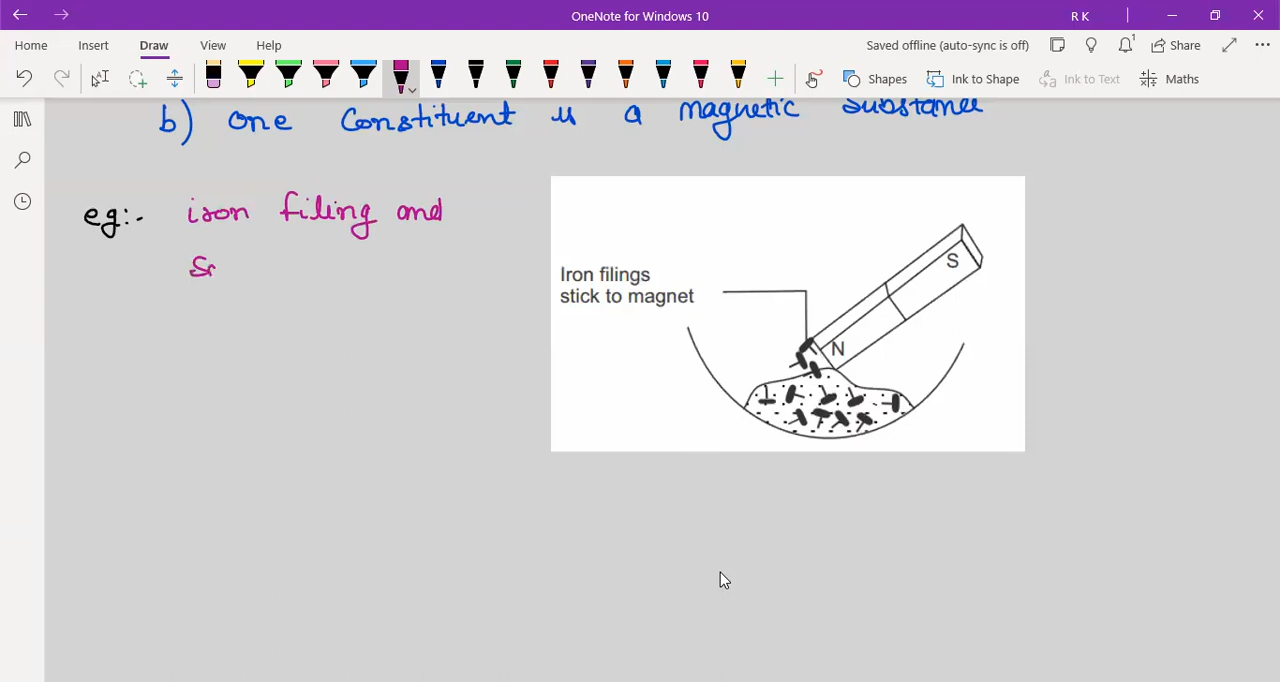 OneNote for Windows 10
R K
Home Insert Draw View Help
Saved offline (auto-sync is off)
1
Share
Shapes
Ink to Shape
Ink to Text
Maths
b) One Constituent is a magnetic Substance
eg:- iron filing and
S
Iron filings
stick to magnet
N
S